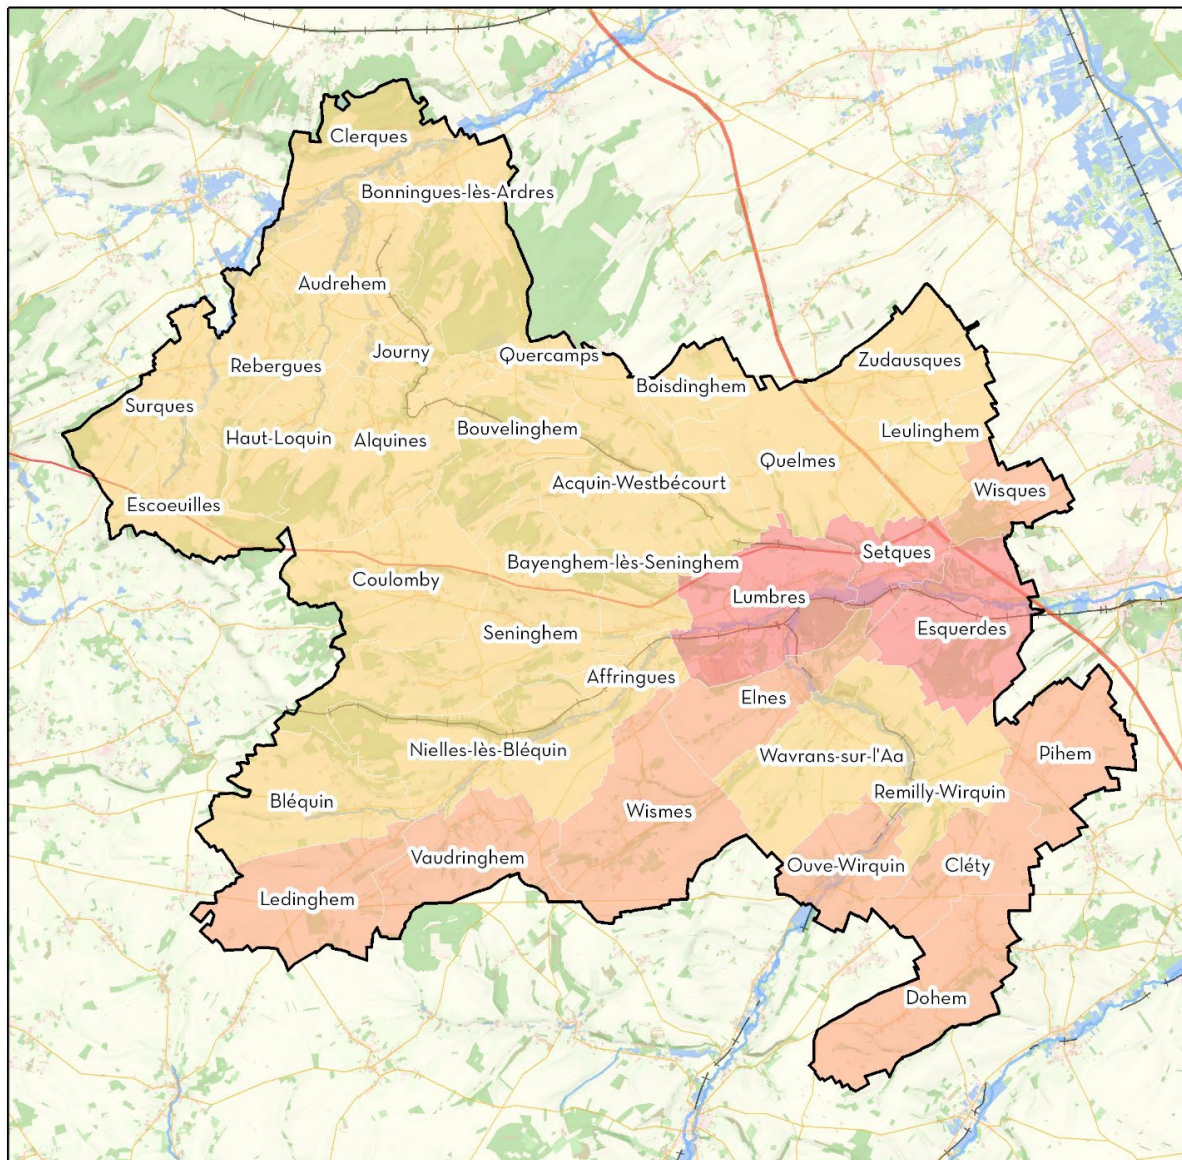 Clerques
Bonningues-lès-Ardres
Audrehem
Journy
Quercamps
Zudausques
Rebergues
Boisdinghem
Surques
Leulinghem
Bouvelinghem
Haut-Loquin
Alquines
Quelmes
Acquin-Westbécourt
Wisques
Escoeuilles
Setques
Bayenghem-lès-Seninghem
Coulomby
Lumbres
Esquerdes
Seninghem
Affringues
Elnes
Nielles-lès-Bléquin
Wavrans-sur-l'Aa
Pihem
Remilly-Wirquin
Bléquin
Wismes
Vaudringhem
Ouve-Wirquin
Cléty
Ledinghem
Dohem